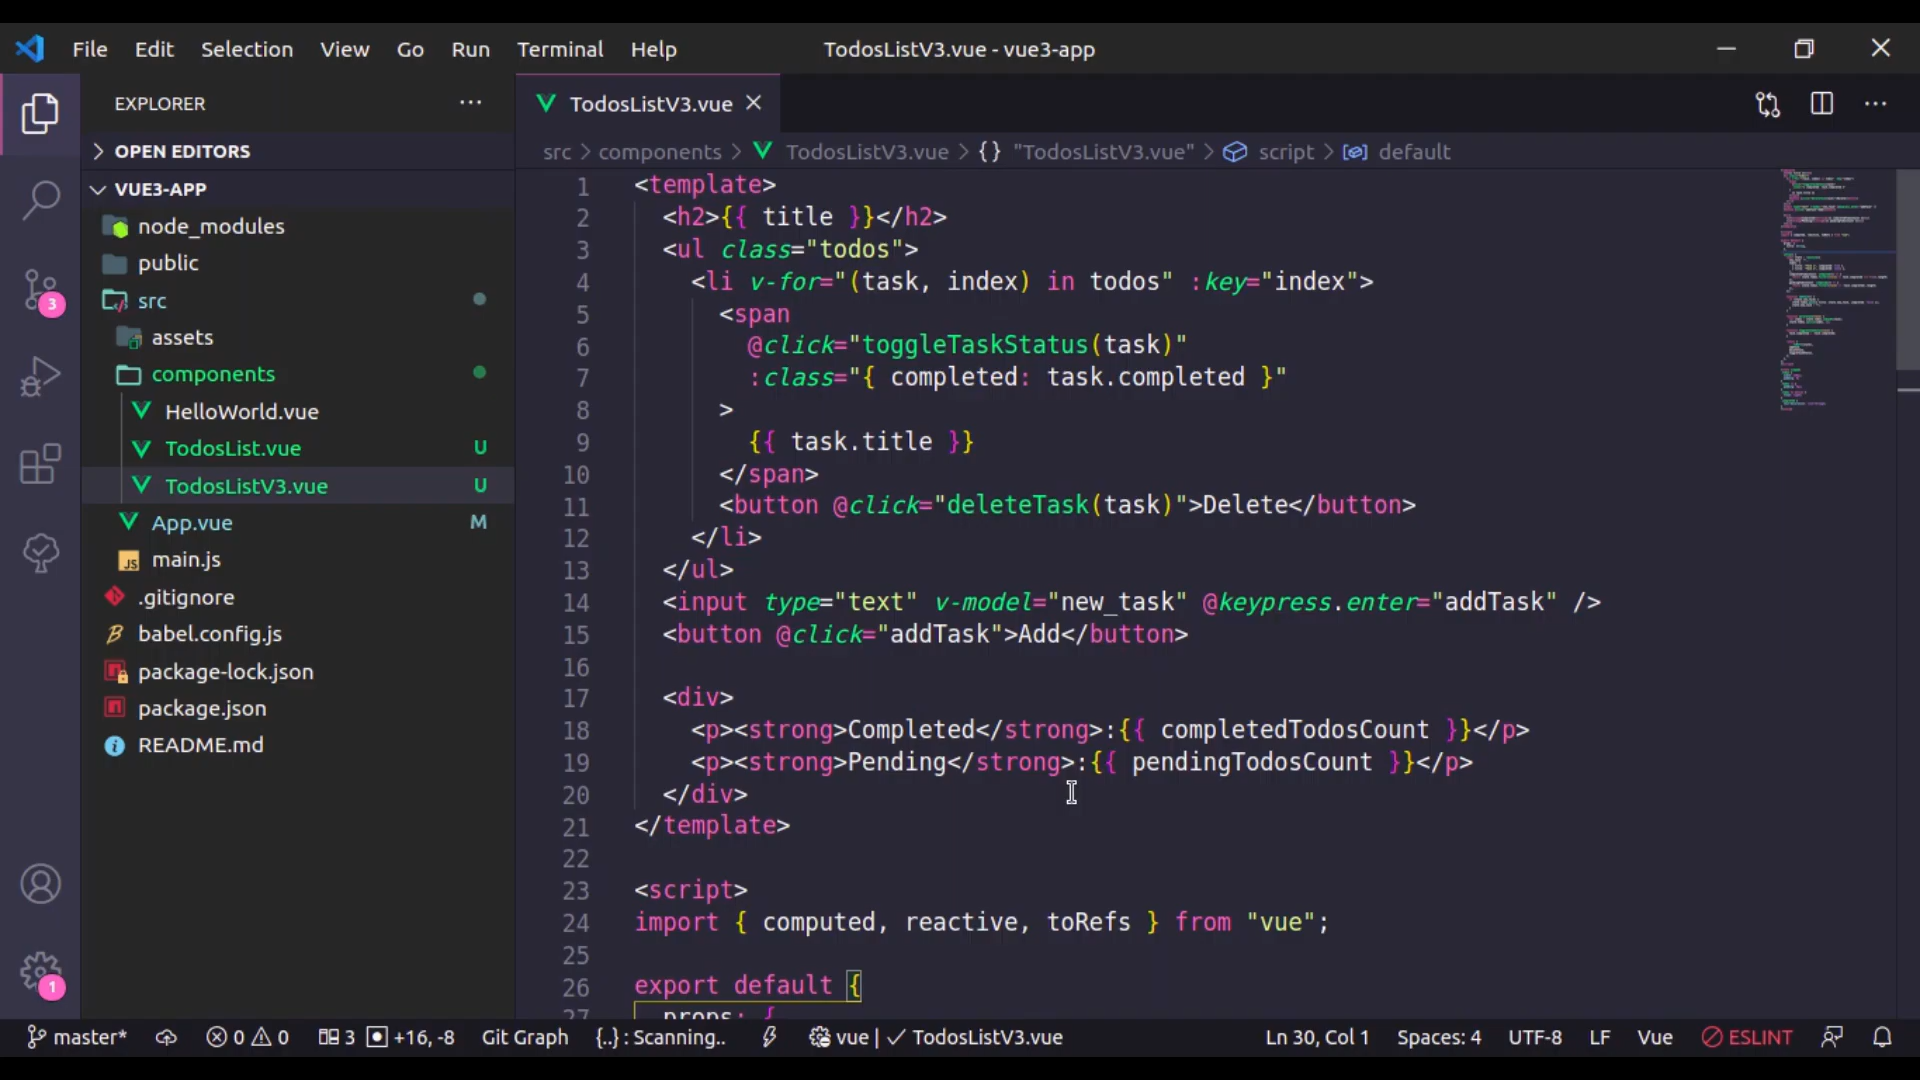 File Edit Selection View Go Run Terminal Help TodosListV3.vue - vue3-app
EXPLORER
TodosListV3.vue
OPEN EDITORS
src > components > TodosListV3.vue > {} "TodosListV3.vue" > script > default
VUE3-APP
node_modules
public
src
assets
components
HelloWorld.vue
TodosList.vue U
TodosListV3.vue U
App.vue M
JS main.js
.gitignore
babel.config.js
package-lock.json
package.json
README.md
3
1
1 <template>
2 <h2>{{ title }}</h2>
3 <ul class="todos">
4 <li v-for="(task, index) in todos" :key="index">
5 <span
6 @click="toggleTaskStatus(task)"
7 :class="{ completed: task.completed }"
8 >
9 {{ task.title }}
10 </span>
11 <button @click="deleteTask(task)">Delete</button>
12 </li>
13 </ul>
14 <input type="text" v-model="new_task" @keypress.enter="addTask" />
15 <button @click="addTask">Add</button>
16
17 <div>
18 <p><strong>Completed</strong>:{{ completedTodosCount }}</p>
19 <p><strong>Pending</strong>:{{ pendingTodosCount }}</p>
20 </div>
21 </template>
22
23 <script>
24 import { computed, reactive, toRefs } from "vue";
25
26 export default {
27 props: {
master* 0 0 3 +16, -8 Git Graph {..} : Scanning.. vue | ✓ TodosListV3.vue Ln 30, Col 1 Spaces: 4 UTF-8 LF Vue ESLINT